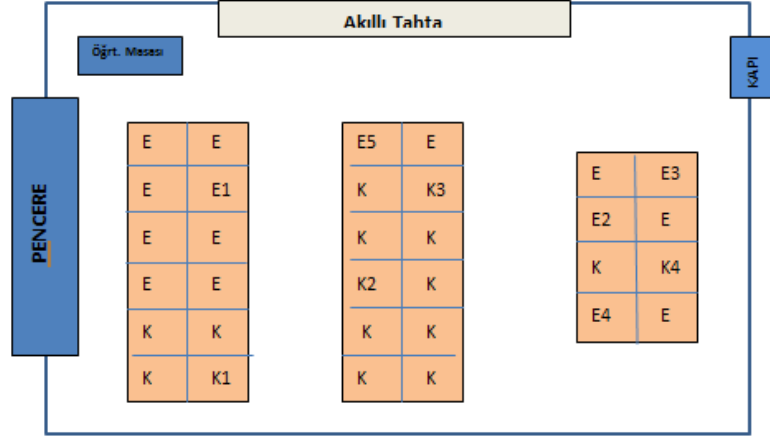 Akıllı Tahta
Öğrt. Masası
KAPI
PENCERE
E E
E E1
E E
E E
K K
K K1
E5 E
K K3
K K
K2 K
K K
K K
E E3
E2 E
K K4
E4 E